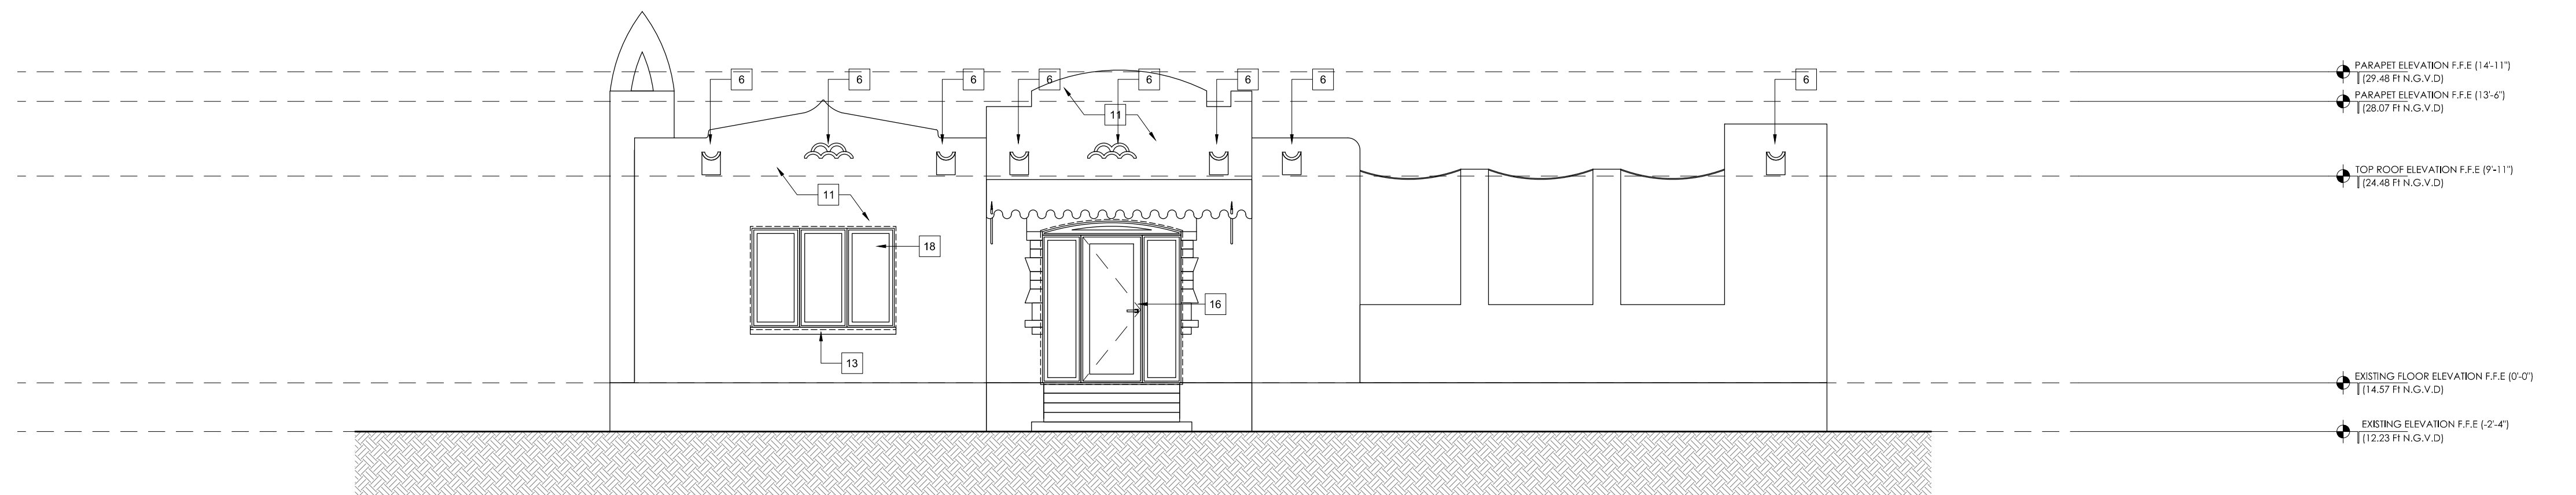 6 6 6 6 6 6 6 6
PARAPET ELEVATION F.F.E (14'-11")
(29.48 Ft N.G.V.D)
PARAPET ELEVATION F.F.E (13'-6")
(28.07 Ft N.G.V.D)
11
TOP ROOF ELEVATION F.F.E (9'-11")
(24.48 Ft N.G.V.D)
11
18
16
13
EXISTING FLOOR ELEVATION F.F.E (0'-0")
(14.57 Ft N.G.V.D)
EXISTING ELEVATION F.F.E (-2'-4")
(12.23 Ft N.G.V.D)